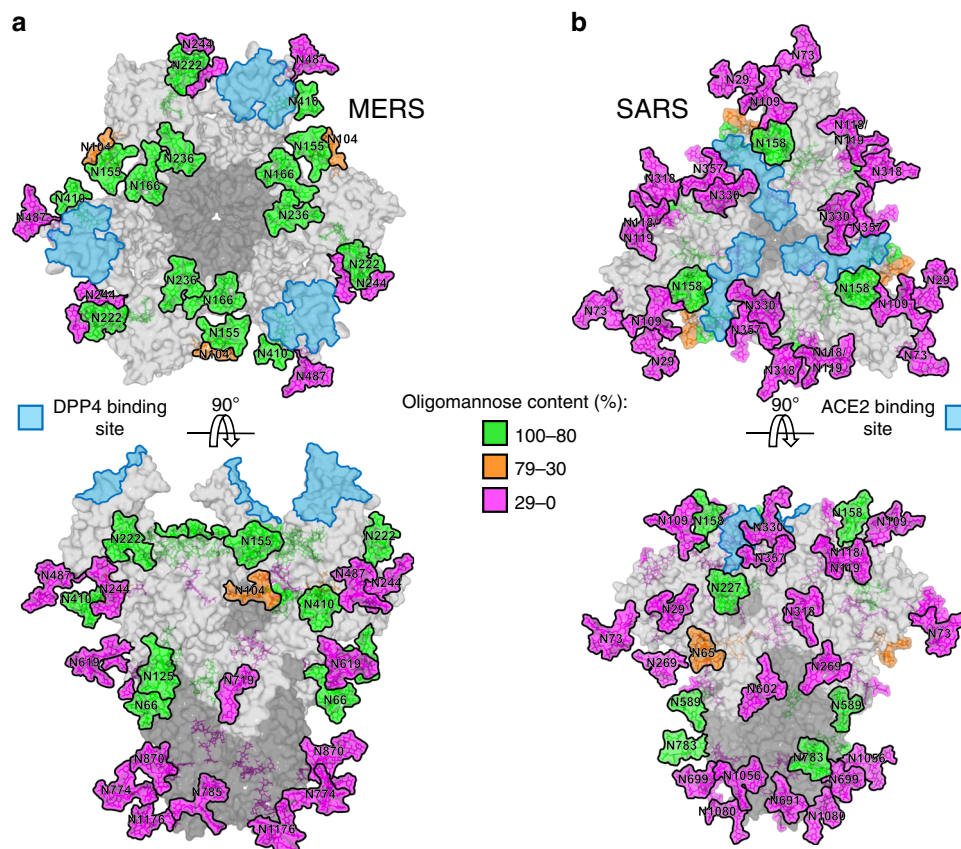 a
b
MERS
SARS
N244
N222
N487
N416
N104
N155
N236
N166
N104
N155
N166
N236
N410
N487
N222
N244
N236
N166
N244
N222
N155
N104
N410
N487
N73
N29
N109
N158
N118/
N119
N318
N357
N330
N318
N118/
N119
N330
N357
N158
N109
N29
N73
N158
N109
N29
N73
N330
N357
N318
N118/
N119
DPP4 binding
site
90°
Oligomannose content (%):
100–80
79–30
29–0
90°
ACE2 binding
site
N222
N155
N222
N487
N244
N410
N104
N487
N244
N410
N619
N125
N66
N719
N619
N66
N870
N774
N785
N1176
N870
N774
N1176
N109
N158
N330
N357
N158
N109
N118/
N119
N227
N29
N318
N73
N73
N65
N269
N269
N602
N589
N589
N783
N783
N699
N1056
N1080
N691
N699
N1056
N1080